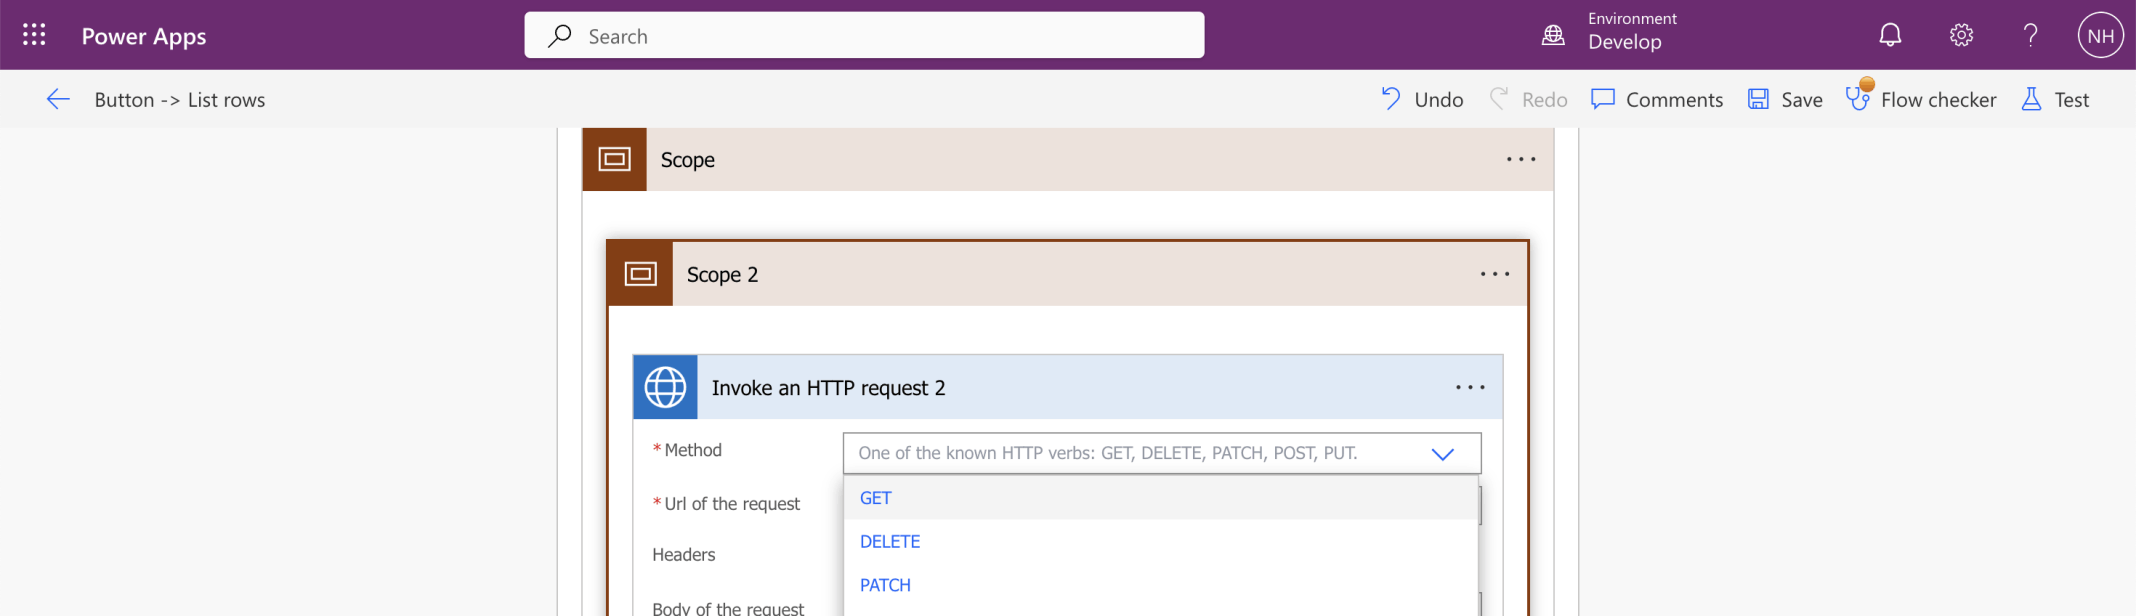 Power Apps
Search
Environment
Develop
NH
Button -> List rows
Undo
Redo
Comments
Save
Flow checker
Test
Scope
Scope 2
Invoke an HTTP request 2
* Method
One of the known HTTP verbs: GET, DELETE, PATCH, POST, PUT.
* Url of the request
GET
DELETE
Headers
PATCH
Body of the request